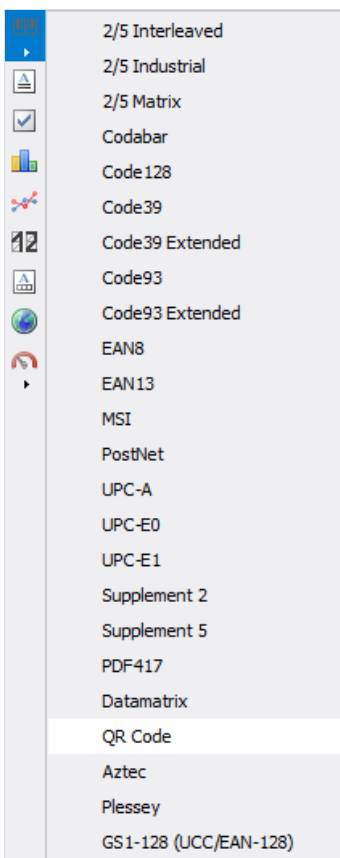 2/5 Interleaved
2/5 Industrial
2/5 Matrix
Codabar
Code128
Code39
Code39 Extended
Code93
Code93 Extended
EAN8
EAN13
MSI
PostNet
UPC-A
UPC-E0
UPC-E1
Supplement 2
Supplement 5
PDF417
Datamatrix
QR Code
Aztec
Plessey
GS1-128 (UCC/EAN-128)
A
12
A